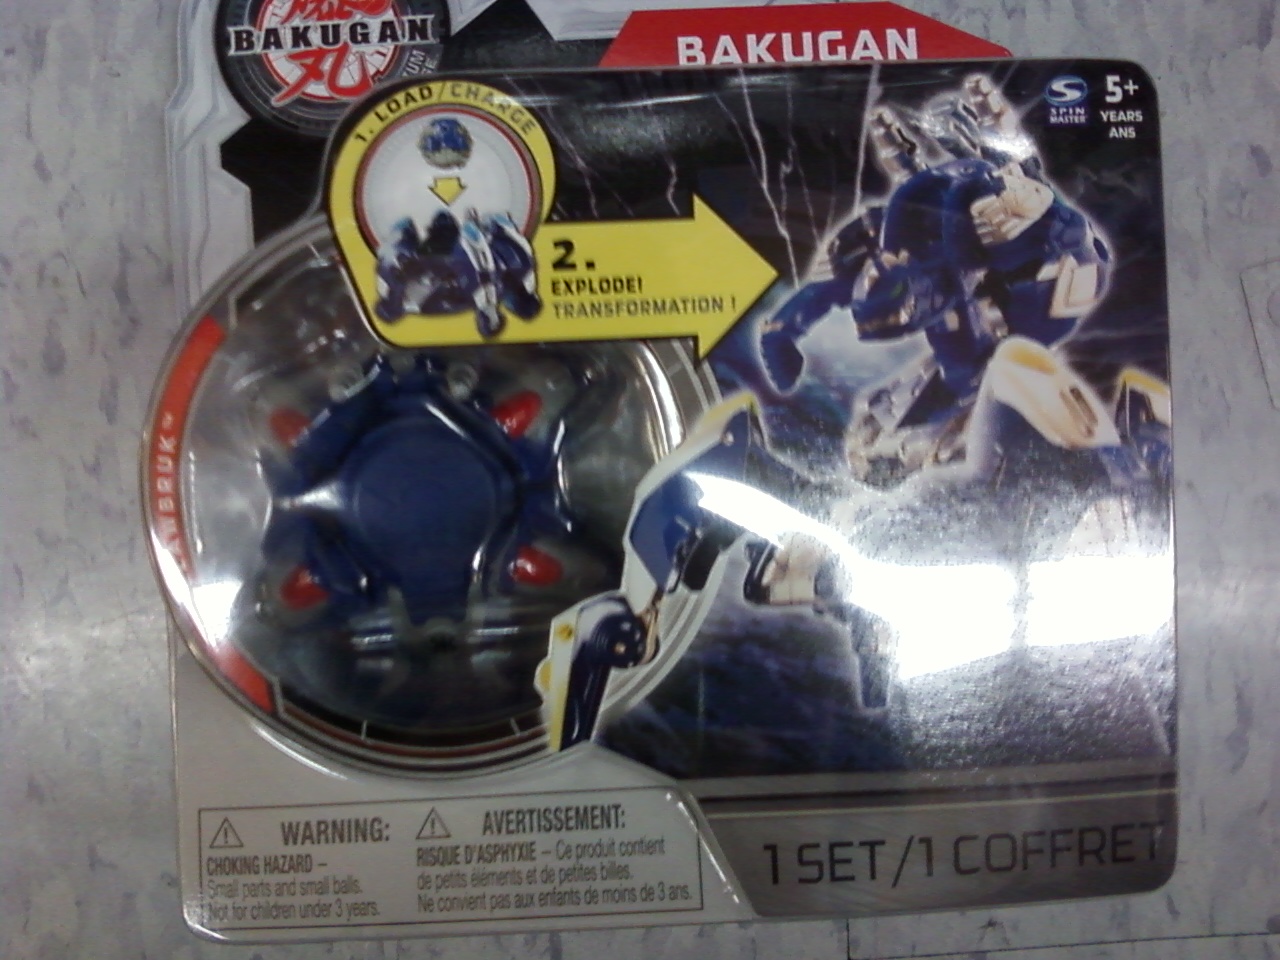 BAKUGAN
BAKUGAN
SPIN
MASTER
5+
YEARS
ANS
1. LOAD/CHARGE
2.
EXPLODE!
TRANSFORMATION !
WARNING:
CHOKING HAZARD –
Small parts and small balls.
Not for children under 3 years.
AVERTISSEMENT:
RISQUE D'ASPHYXIE – Ce produit contient
de petits éléments et de petites billes.
Ne convient pas aux enfants de moins de 3 ans.
1 SET/1 COFFRET